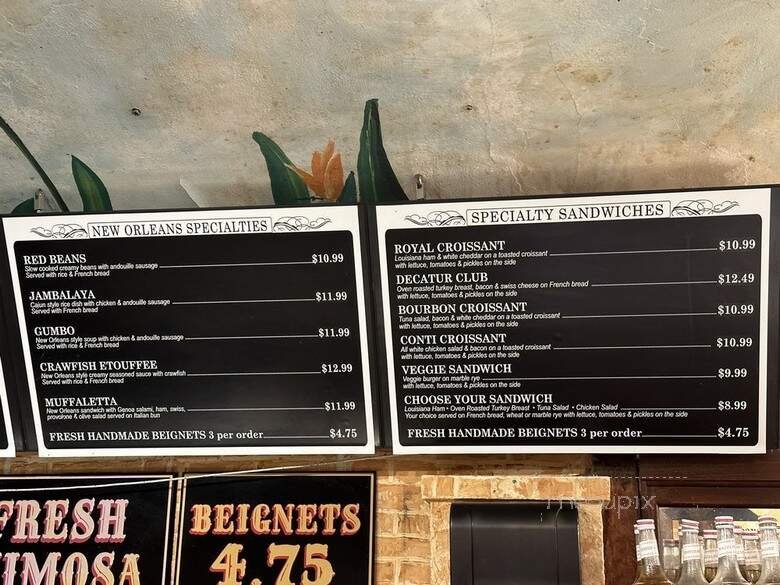 NEW ORLEANS SPECIALTIES
RED BEANS $10.99
Slow cooked creamy beans with andouille sausage
Served with rice & French bread
JAMBALAYA $11.99
Cajun style rice dish with chicken & andouille sausage
Served with French bread
GUMBO $11.99
New Orleans style soup with chicken & andouille sausage
Served with rice & French bread
CRAWFISH ETOUFFEE $12.99
New Orleans style creamy seasoned sauce with crawfish
Served with rice & French bread
MUFFALETTA $11.99
New Orleans sandwich with Genoa salami, ham, swiss,
provolone & olive salad served on Italian bun
FRESH HANDMADE BEIGNETS 3 per order $4.75
SPECIALTY SANDWICHES
ROYAL CROISSANT $10.99
Louisiana ham & white cheddar on a toasted croissant
with lettuce, tomatoes & pickles on the side
DECATUR CLUB $12.49
Oven roasted turkey breast, bacon & swiss cheese on French bread
with lettuce, tomatoes & pickles on the side
BOURBON CROISSANT $10.99
Tuna salad, bacon & white cheddar on a toasted croissant
with lettuce, tomatoes & pickles on the side
CONTI CROISSANT $10.99
All white chicken salad & bacon on a toasted croissant
with lettuce, tomatoes & pickles on the side
VEGGIE SANDWICH $9.99
Veggie burger on marble rye
with lettuce, tomatoes & pickles on the side
CHOOSE YOUR SANDWICH $8.99
Louisiana Ham • Oven Roasted Turkey Breast • Tuna Salad • Chicken Salad
Your choice served on French bread, wheat or marble rye with lettuce, tomatoes & pickles on the side
FRESH HANDMADE BEIGNETS 3 per order $4.75
FRESH
MIMOSA
BEIGNETS
4.75